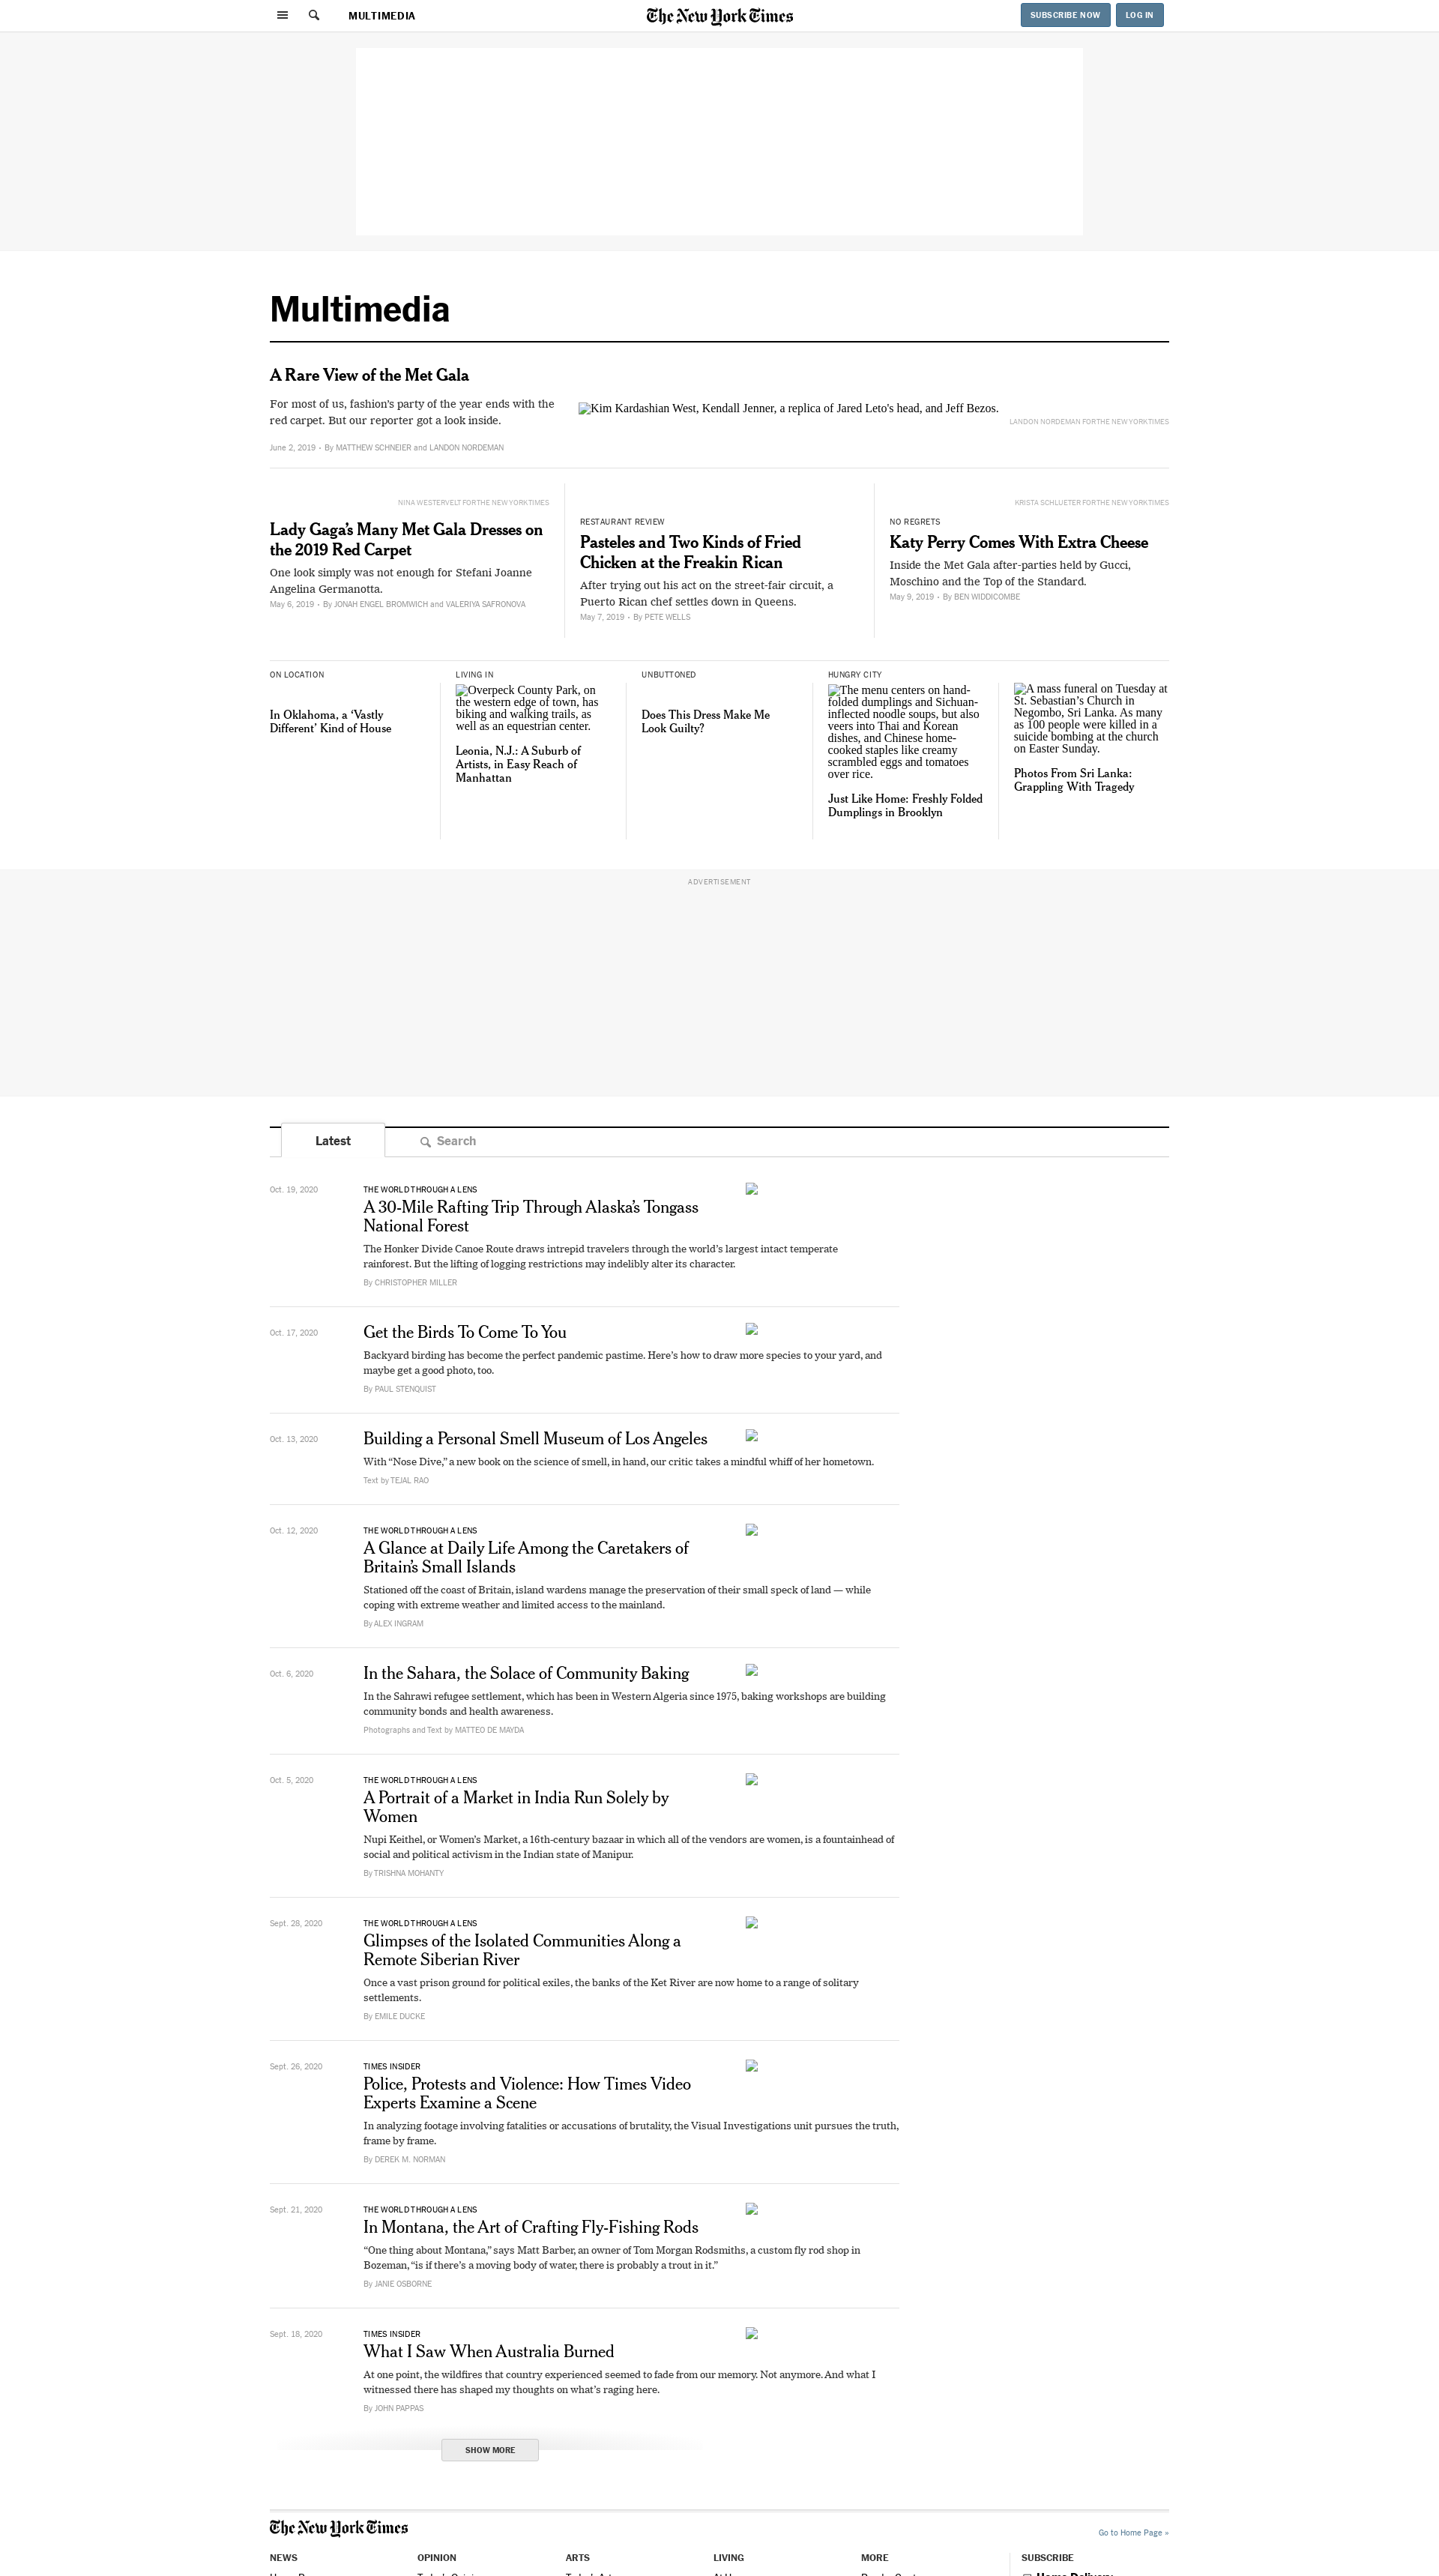 MULTIMEDIA
The New York Times
SUBSCRIBE NOW
LOG IN
Multimedia
A Rare View of the Met Gala
For most of us, fashion's party of the year ends with the
red carpet. But our reporter got a look inside.
June 2, 2019 • By MATTHEW SCHNEIER and LANDON NORDEMAN
Kim Kardashian West, Kendall Jenner, a replica of Jared Leto's head, and Jeff Bezos.
LANDON NORDEMAN FOR THE NEW YORK TIMES
NINA WESTERVELT FOR THE NEW YORK TIMES
Lady Gaga’s Many Met Gala Dresses on
the 2019 Red Carpet
One look simply was not enough for Stefani Joanne
Angelina Germanotta.
May 6, 2019 • By JONAH ENGEL BROMWICH and VALERIYA SAFRONOVA
RESTAURANT REVIEW
Pasteles and Two Kinds of Fried
Chicken at the Freakin Rican
After trying out his act on the street-fair circuit, a
Puerto Rican chef settles down in Queens.
May 7, 2019 • By PETE WELLS
KRISTA SCHLUETER FOR THE NEW YORK TIMES
NO REGRETS
Katy Perry Comes With Extra Cheese
Inside the Met Gala after-parties held by Gucci,
Moschino and the Top of the Standard.
May 9, 2019 • By BEN WIDDICOMBE
ON LOCATION
In Oklahoma, a ‘Vastly
Different’ Kind of House
LIVING IN
Overpeck County Park, on
the western edge of town, has
biking and walking trails, as
well as an equestrian center.
Leonia, N.J.: A Suburb of
Artists, in Easy Reach of
Manhattan
UNBUTTONED
Does This Dress Make Me
Look Guilty?
HUNGRY CITY
The menu centers on hand-
folded dumplings and Sichuan-
inflected noodle soups, but also
veers into Thai and Korean
dishes, and Chinese home-
cooked staples like creamy
scrambled eggs and tomatoes
over rice.
Just Like Home: Freshly Folded
Dumplings in Brooklyn
A mass funeral on Tuesday at
St. Sebastian’s Church in
Negombo, Sri Lanka. As many
as 100 people were killed in a
suicide bombing at the church
on Easter Sunday.
Photos From Sri Lanka:
Grappling With Tragedy
ADVERTISEMENT
Latest
Search
Oct. 19, 2020
THE WORLD THROUGH A LENS
A 30-Mile Rafting Trip Through Alaska’s Tongass
National Forest
The Honker Divide Canoe Route draws intrepid travelers through the world’s largest intact temperate
rainforest. But the lifting of logging restrictions may indelibly alter its character.
By CHRISTOPHER MILLER
Oct. 17, 2020
Get the Birds To Come To You
Backyard birding has become the perfect pandemic pastime. Here’s how to draw more species to your yard, and
maybe get a good photo, too.
By PAUL STENQUIST
Oct. 13, 2020
Building a Personal Smell Museum of Los Angeles
With “Nose Dive,” a new book on the science of smell, in hand, our critic takes a mindful whiff of her hometown.
Text by TEJAL RAO
Oct. 12, 2020
THE WORLD THROUGH A LENS
A Glance at Daily Life Among the Caretakers of
Britain’s Small Islands
Stationed off the coast of Britain, island wardens manage the preservation of their small speck of land — while
coping with extreme weather and limited access to the mainland.
By ALEX INGRAM
Oct. 6, 2020
In the Sahara, the Solace of Community Baking
In the Sahrawi refugee settlement, which has been in Western Algeria since 1975, baking workshops are building
community bonds and health awareness.
Photographs and Text by MATTEO DE MAYDA
Oct. 5, 2020
THE WORLD THROUGH A LENS
A Portrait of a Market in India Run Solely by
Women
Nupi Keithel, or Women’s Market, a 16th-century bazaar in which all of the vendors are women, is a fountainhead of
social and political activism in the Indian state of Manipur.
By TRISHNA MOHANTY
Sept. 28, 2020
THE WORLD THROUGH A LENS
Glimpses of the Isolated Communities Along a
Remote Siberian River
Once a vast prison ground for political exiles, the banks of the Ket River are now home to a range of solitary
settlements.
By EMILE DUCKE
Sept. 26, 2020
TIMES INSIDER
Police, Protests and Violence: How Times Video
Experts Examine a Scene
In analyzing footage involving fatalities or accusations of brutality, the Visual Investigations unit pursues the truth,
frame by frame.
By DEREK M. NORMAN
Sept. 21, 2020
THE WORLD THROUGH A LENS
In Montana, the Art of Crafting Fly-Fishing Rods
“One thing about Montana,” says Matt Barber, an owner of Tom Morgan Rodsmiths, a custom fly rod shop in
Bozeman, “is if there’s a moving body of water, there is probably a trout in it.”
By JANIE OSBORNE
Sept. 18, 2020
TIMES INSIDER
What I Saw When Australia Burned
At one point, the wildfires that country experienced seemed to fade from our memory. Not anymore. And what I
witnessed there has shaped my thoughts on what’s raging here.
By JOHN PAPPAS
SHOW MORE
The New York Times
Go to Home Page »
NEWS
OPINION
ARTS
LIVING
MORE
SUBSCRIBE